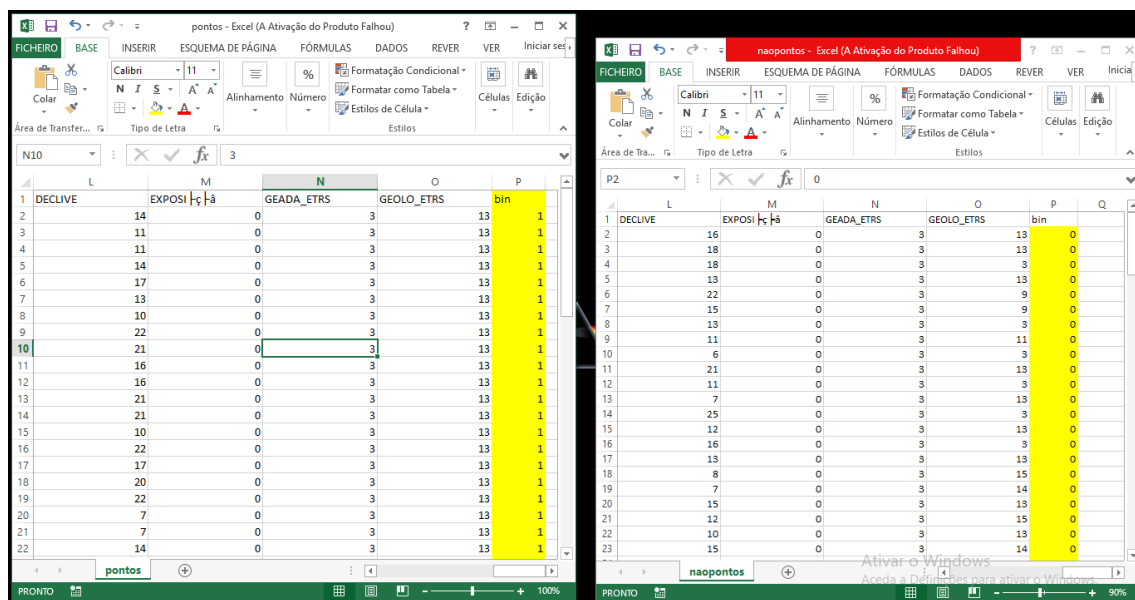 pontos - Excel (A Ativação do Produto Falhou)
FICHEIRO BASE INSERIR ESQUEMA DE PÁGINA FÓRMULAS DADOS REVER VER Iniciar ses
Colar
Calibri 11
N I S A A
Alinhamento Número
Formatação Condicional
Formatar como Tabela
Estilos de Célula
Células Edição
Área de Transfer... Tipo de Letra Estilos
N10 fx 3
L M N O P
1 DECLIVE EXPOSI├ç├â GEADA_ETRS GEOLO_ETRS bin
2 14 0 3 13 1
3 11 0 3 13 1
4 11 0 3 13 1
5 14 0 3 13 1
6 17 0 3 13 1
7 13 0 3 13 1
8 10 0 3 13 1
9 22 0 3 13 1
10 21 0 3 13 1
11 16 0 3 13 1
12 16 0 3 13 1
13 21 0 3 13 1
14 21 0 3 13 1
15 10 0 3 13 1
16 22 0 3 13 1
17 17 0 3 13 1
18 20 0 3 13 1
19 22 0 3 13 1
20 7 0 3 13 1
21 7 0 3 13 1
22 14 0 3 13 1
pontos
PRONTO 100%
naopontos - Excel (A Ativação do Produto Falhou)
FICHEIRO BASE INSERIR ESQUEMA DE PÁGINA FÓRMULAS DADOS REVER VER Inicia
Colar
Calibri 11
N I S A A
Alinhamento Número
Formatação Condicional
Formatar como Tabela
Estilos de Célula
Células Edição
Área de Tra... Tipo de Letra Estilos
P2 fx 0
L M N O P Q
1 DECLIVE EXPOSI├ç├â GEADA_ETRS GEOLO_ETRS bin
2 16 0 3 13 0
3 18 0 3 13 0
4 18 0 3 3 0
5 13 0 3 13 0
6 22 0 3 9 0
7 15 0 3 9 0
8 13 0 3 3 0
9 11 0 3 11 0
10 6 0 3 3 0
11 21 0 3 13 0
12 11 0 3 3 0
13 7 0 3 13 0
14 25 0 3 3 0
15 12 0 3 13 0
16 16 0 3 3 0
17 13 0 3 13 0
18 8 0 3 15 0
19 7 0 3 14 0
20 15 0 3 13 0
21 12 0 3 15 0
22 10 0 3 13 0
23 15 0 3 14 0
Ativar o Windows
Aceda a Definições para ativar o Windows.
naopontos
PRONTO 90%